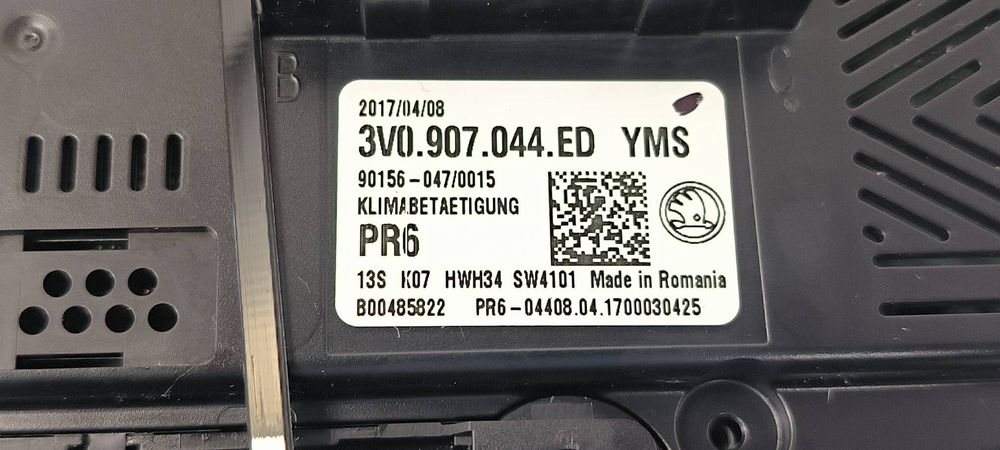 B
C
2017/04/08
3V0.907.044.ED YMS
90156-047/0015
KLIMABETAETIGUNG
PR6
13S K07 HWH34 SW4101 Made in Romania
B00485822 PR6-04408.04.1700030425